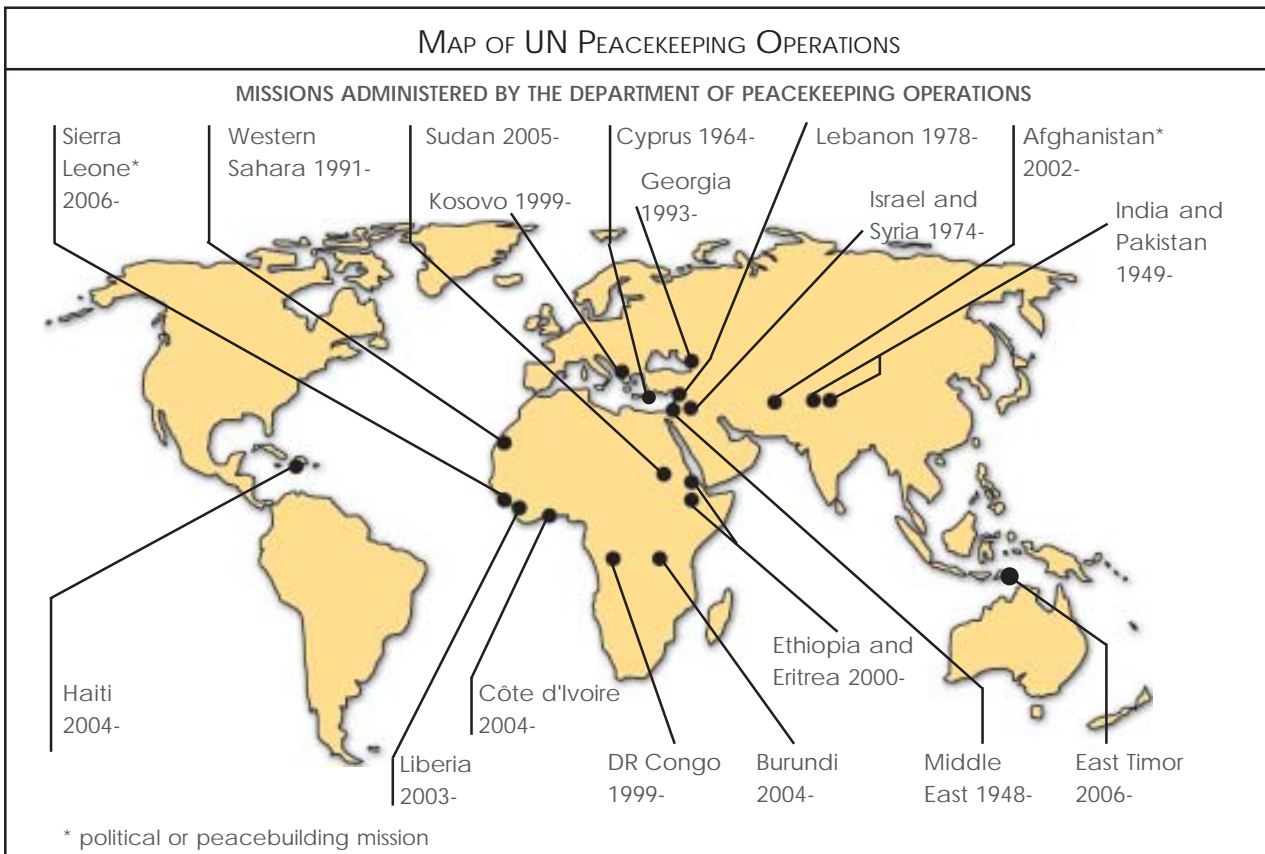 MAP OF UN PEACEKEEPING OPERATIONS
MISSIONS ADMINISTERED BY THE DEPARTMENT OF PEACEKEEPING OPERATIONS
Sierra
Leone*
2006-
Western
Sahara 1991-
Sudan 2005-
Kosovo 1999-
Cyprus 1964-
Georgia
1993-
Lebanon 1978-
Israel and
Syria 1974-
Afghanistan*
2002-
India and
Pakistan
1949-
Haiti
2004-
Liberia
2003-
Côte d'Ivoire
2004-
DR Congo
1999-
Burundi
2004-
Ethiopia and
Eritrea 2000-
Middle
East 1948-
East Timor
2006-
* political or peacebuilding mission